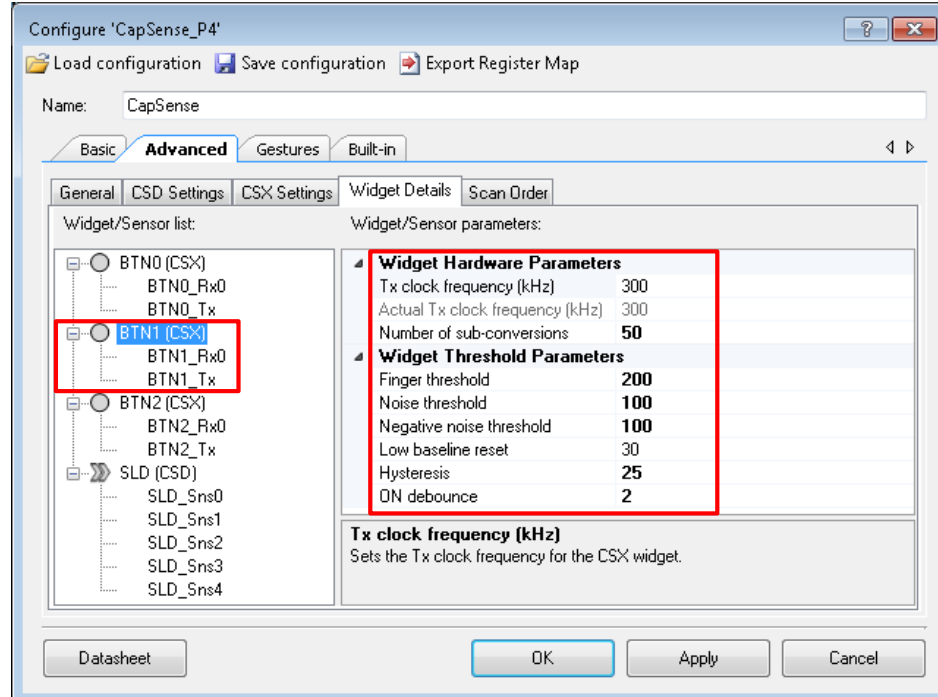 Configure 'CapSense_P4'
Load configuration Save configuration Export Register Map
Name: CapSense
Basic Advanced Gestures Built-in
General CSD Settings CSX Settings Widget Details Scan Order
Widget/Sensor list: Widget/Sensor parameters:
BTN0 (CSX)
BTN0_Rx0
BTN0_Tx
BTN1 (CSX)
BTN1_Rx0
BTN1_Tx
BTN2 (CSX)
BTN2_Rx0
BTN2_Tx
SLD (CSD)
SLD_Sns0
SLD_Sns1
SLD_Sns2
SLD_Sns3
SLD_Sns4
Widget Hardware Parameters
Tx clock frequency (kHz) 300
Actual Tx clock frequency (kHz) 300
Number of sub-conversions 50
Widget Threshold Parameters
Finger threshold 200
Noise threshold 100
Negative noise threshold 100
Low baseline reset 30
Hysteresis 25
ON debounce 2
Tx clock frequency (kHz)
Sets the Tx clock frequency for the CSX widget.
Datasheet OK Apply Cancel